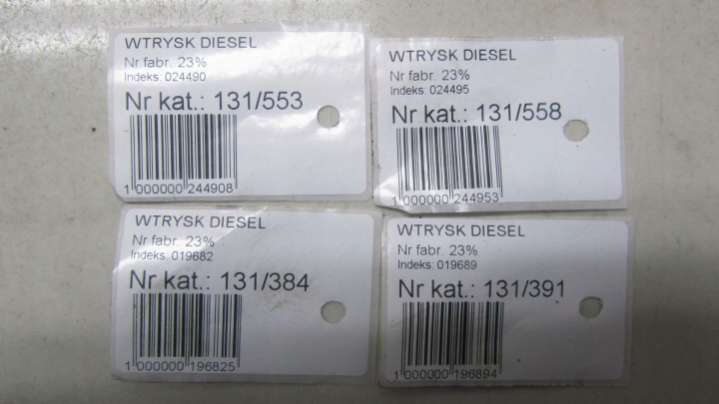 WTRYSK DIESEL
Nr fabr. 23%
Indeks: 024490
Nr kat.: 131/553
1 000000 244908
WTRYSK DIESEL
Nr fabr. 23%
Indeks: 024495
Nr kat.: 131/558
1 000000 244953
WTRYSK DIESEL
Nr fabr. 23%
Indeks: 019682
Nr kat.: 131/384
1 000000 196825
WTRYSK DIESEL
Nr fabr. 23%
Indeks: 019689
Nr kat.: 131/391
1 000000 196894